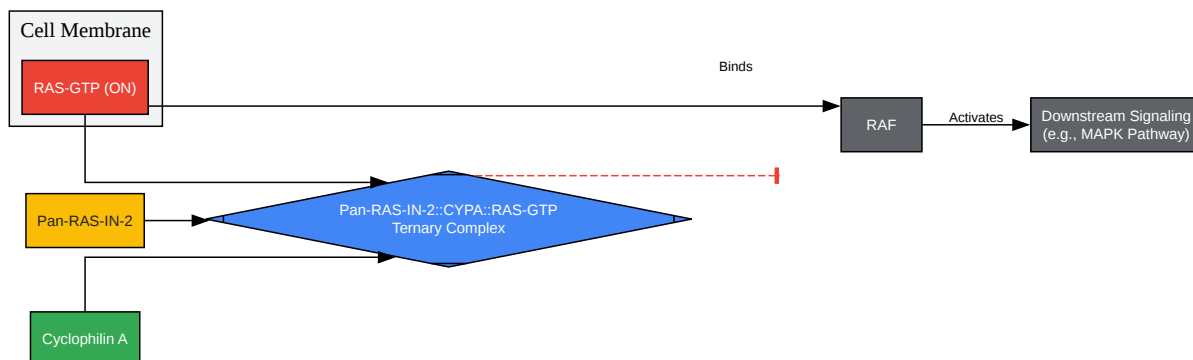 Cell Membrane
RAS-GTP (ON)
Binds
RAF
Activates
Downstream Signaling
(e.g., MAPK Pathway)
Pan-RAS-IN-2
Pan-RAS-IN-2::CYPA::RAS-GTP
Ternary Complex
Cyclophilin A